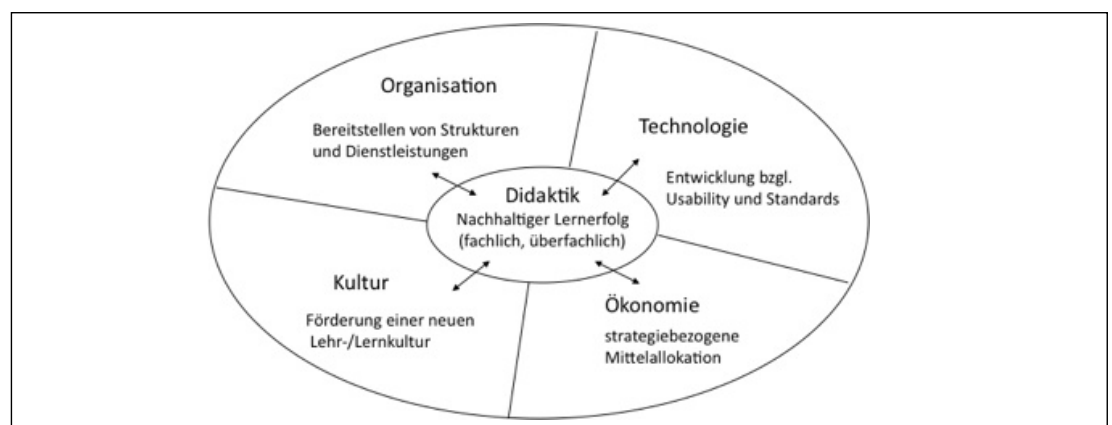 Organisation
Bereitstellen von Strukturen
und Dienstleistungen
Technologie
Entwicklung bzgl.
Usability und Standards
Didaktik
Nachhaltiger Lernerfolg
(fachlich, überfachlich)
Kultur
Förderung einer neuen
Lehr-/Lernkultur
Ökonomie
strategiebezogene
Mittelallokation